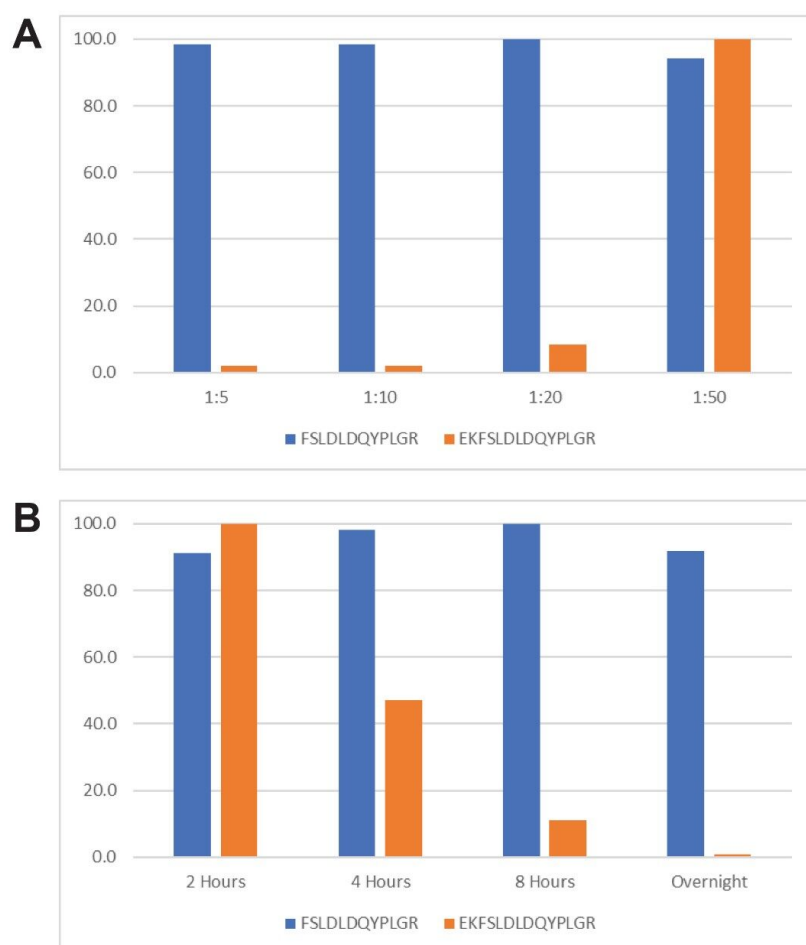 A
100.0
80.0
60.0
40.0
20.0
0.0
1:5 1:10 1:20 1:50
FSLDLDQYPLGR EKFSLDLDQYPLGR
B
100.0
80.0
60.0
40.0
20.0
0.0
2 Hours 4 Hours 8 Hours Overnight
FSLDLDQYPLGR EKFSLDLDQYPLGR